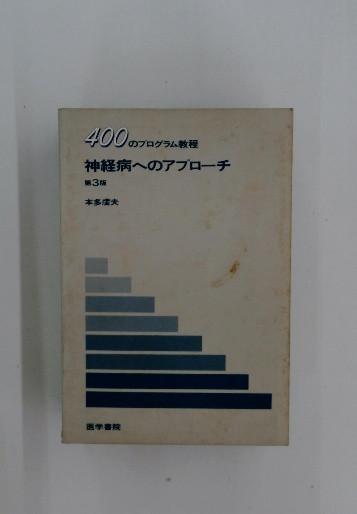 400のプログラム教程
神経病へのアプローチ
第3版
本多虔夫
医学書院